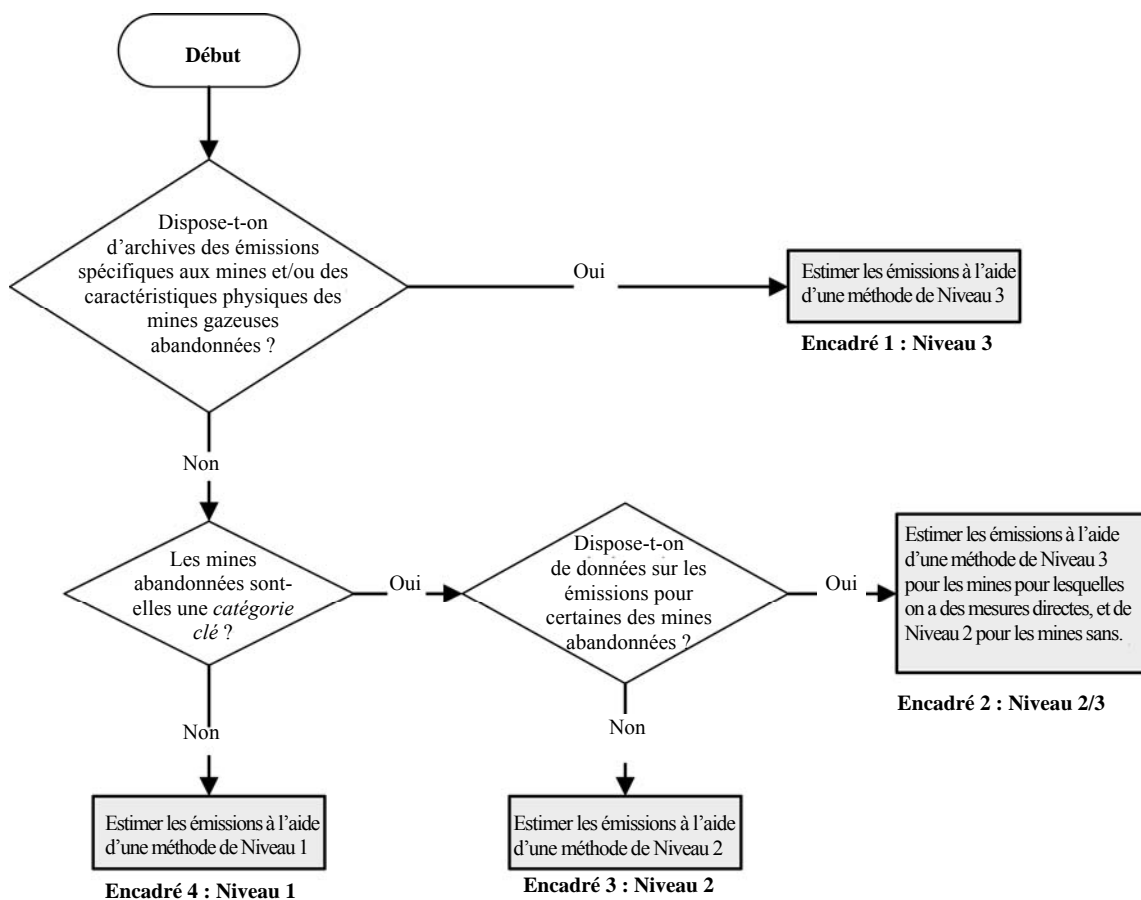 Début
Dispose-t-on
d'archives des émissions
spécifiques aux mines et/ou des
caractéristiques physiques des
mines gazeuses
abandonnées ?
Oui
Estimer les émissions à l'aide
d'une méthode de Niveau 3
Encadré 1 : Niveau 3
Non
Les mines
abandonnées sont-
elles une catégorie
clé ?
Oui
Dispose-t-on
de données sur les
émissions pour
certaines des mines
abandonnées ?
Oui
Estimer les émissions à l'aide
d'une méthode de Niveau 3
pour les mines pour lesquelles
on a des mesures directes, et de
Niveau 2 pour les mines sans.
Encadré 2 : Niveau 2/3
Non
Non
Estimer les émissions à l'aide
d'une méthode de Niveau 1
Encadré 4 : Niveau 1
Estimer les émissions à l'aide
d'une méthode de Niveau 2
Encadré 3 : Niveau 2